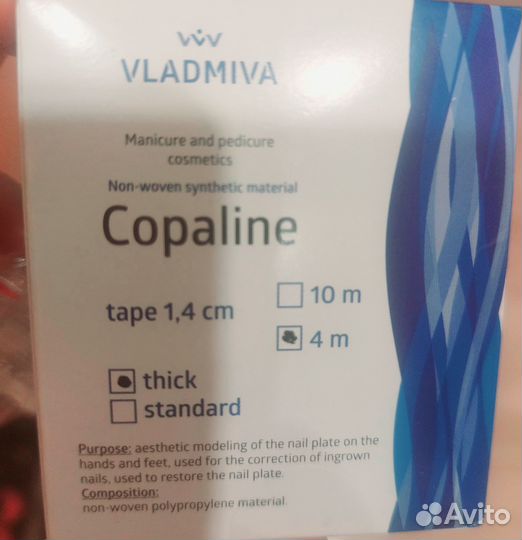 VLADMIVA
Manicure and pedicure
cosmetics
Non-woven synthetic material
Copaline
tape 1,4 cm
10 m
4 m
thick
standard
Purpose: aesthetic modeling of the nail plate on the
hands and feet, used for the correction of ingrown
nails, used to restore the nail plate.
Composition:
non-woven polypropylene material.
Avito